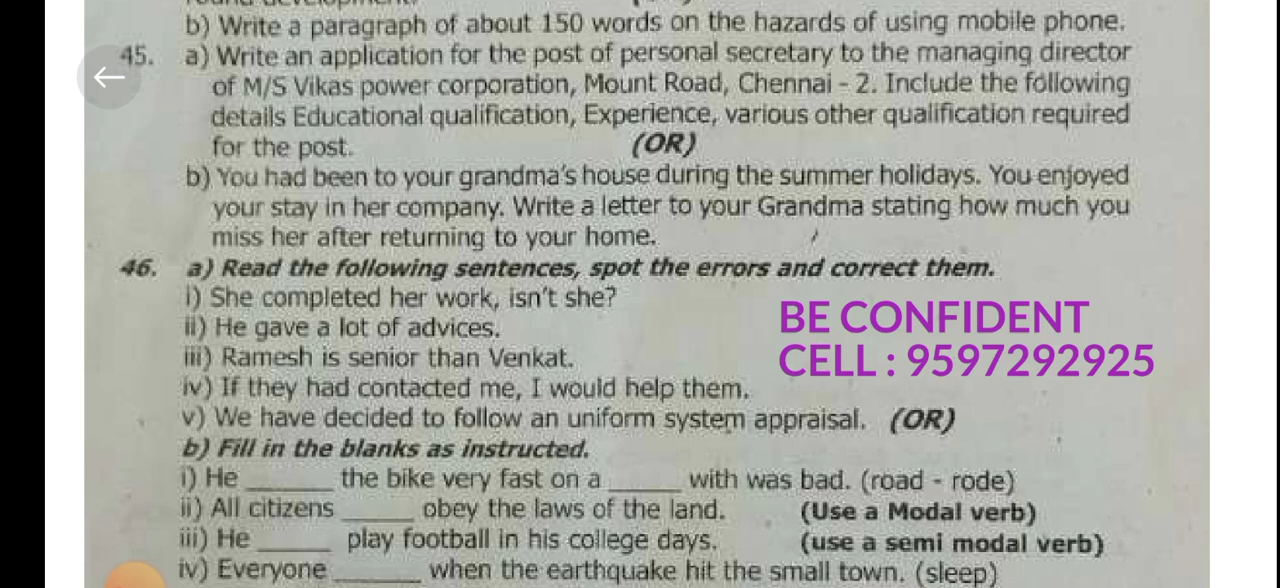 b) Write a paragraph of about 150 words on the hazards of using mobile phone.
45. a) Write an application for the post of personal secretary to the managing director
of M/S Vikas power corporation, Mount Road, Chennai - 2. Include the following
details Educational qualification, Experience, various other qualification required
for the post. (OR)
b) You had been to your grandma's house during the summer holidays. You enjoyed
your stay in her company. Write a letter to your Grandma stating how much you
miss her after returning to your home.
46. a) Read the following sentences, spot the errors and correct them.
i) She completed her work, isn't she?
ii) He gave a lot of advices.
iii) Ramesh is senior than Venkat.
iv) If they had contacted me, I would help them.
v) We have decided to follow an uniform system appraisal. (OR)
b) Fill in the blanks as instructed.
i) He ______ the bike very fast on a _____ with was bad. (road - rode)
ii) All citizens _____ obey the laws of the land. (Use a Modal verb)
iii) He _____ play football in his college days. (use a semi modal verb)
iv) Everyone ______ when the earthquake hit the small town. (sleep)
BE CONFIDENT
CELL : 9597292925